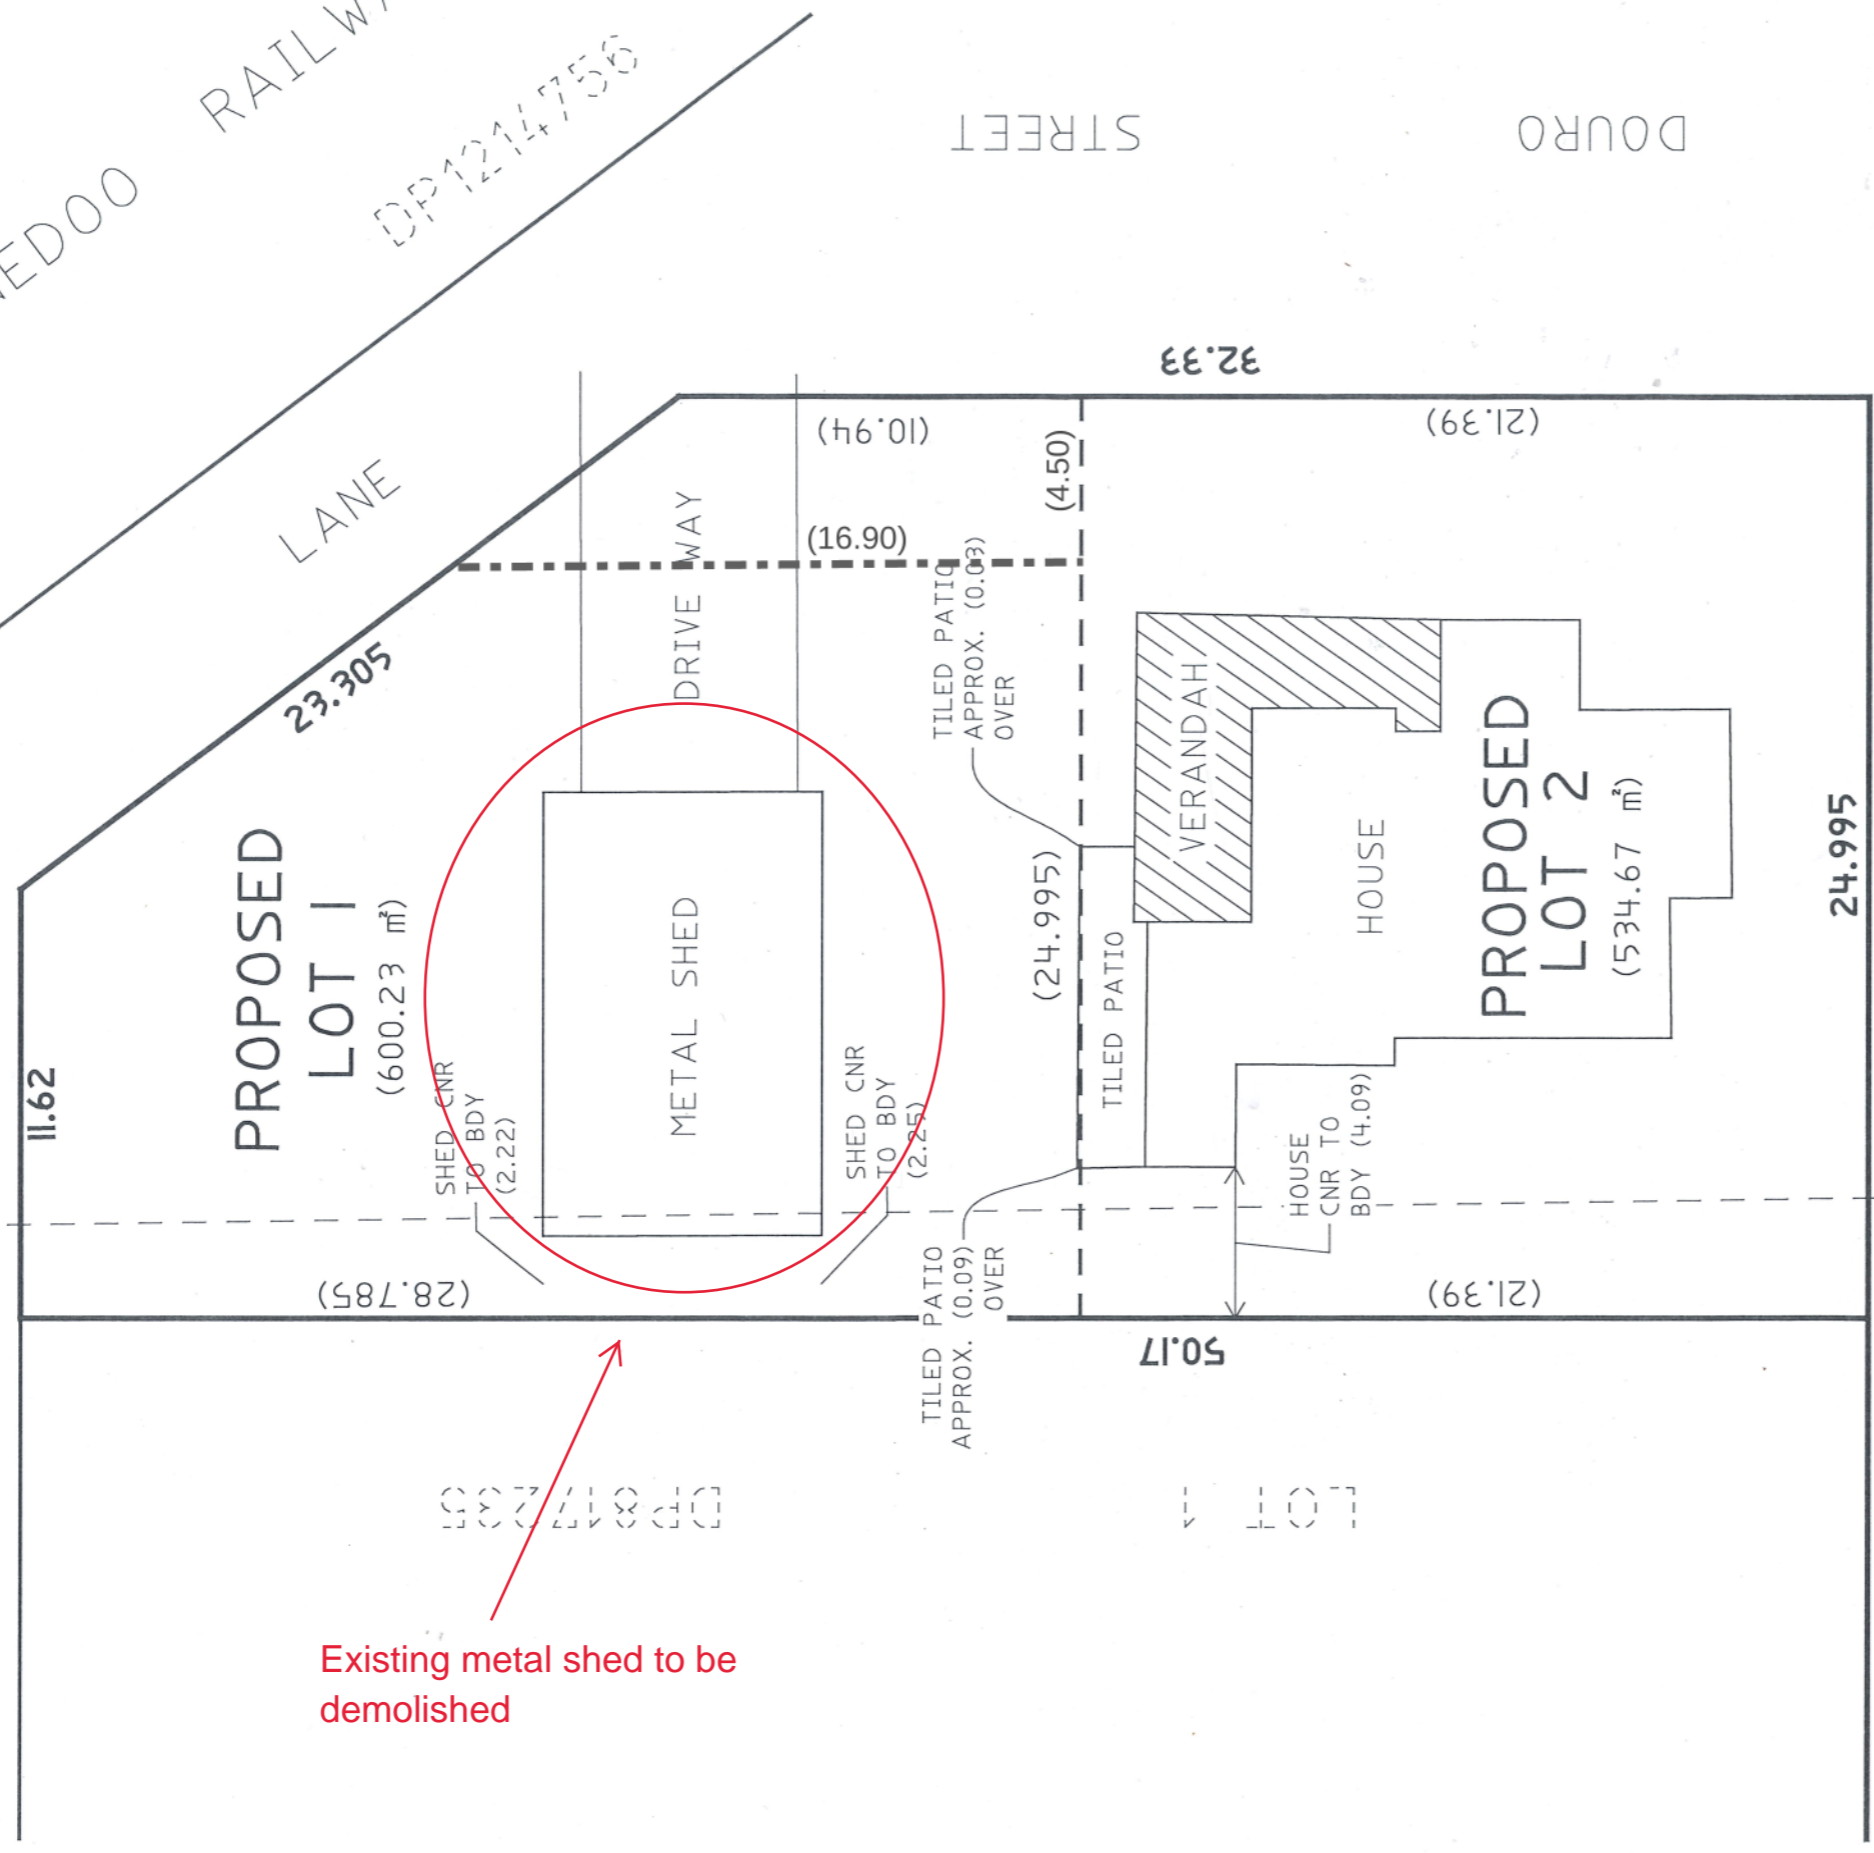 RAILWA
EDOO
DP1214756
DOURO STREET
LANE
32.33
(10.94)
(21.39)
(4.50)
(16.90)
DRIVE WAY
23.305
TILED PATIO
APPROX. (0.03)
OVER
VERANDAH
HOUSE
PROPOSED
LOT 2
(534.67 m²)
24.995
PROPOSED
LOT 1
(600.23 m²)
11.62
METAL SHED
(24.995)
TILED PATIO
SHED CNR
TO BDY
(2.22)
SHED CNR
TO BDY
(2.25)
HOUSE
CNR TO
BDY (4.09)
TILED PATIO
APPROX. (0.09)
OVER
(28.785)
(21.39)
50.17
LOT 1
DP817235
Existing metal shed to be
demolished